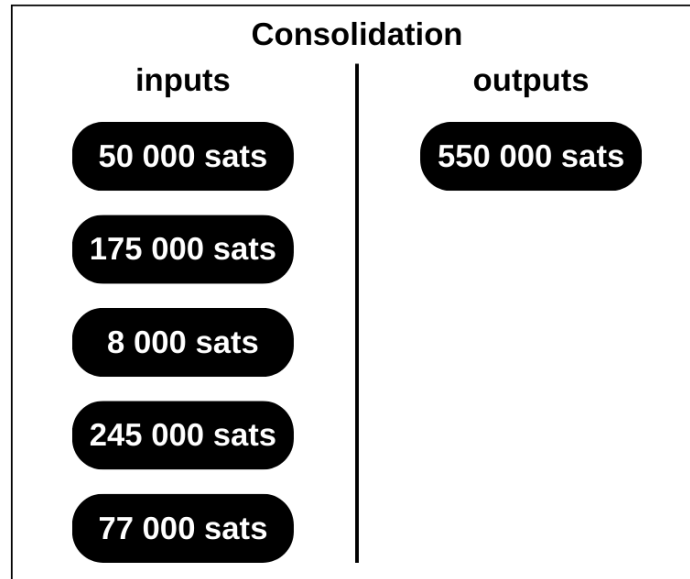 Consolidation
inputs
outputs
50 000 sats
550 000 sats
175 000 sats
8 000 sats
245 000 sats
77 000 sats